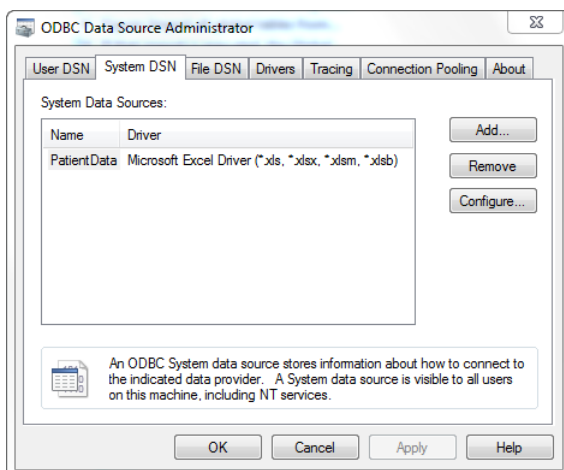 ODBC Data Source Administrator
User DSN System DSN File DSN Drivers Tracing Connection Pooling About
System Data Sources:
Name Driver
PatientData Microsoft Excel Driver (*.xls, *.xlsx, *.xlsm, *.xlsb)
Add...
Remove
Configure...
An ODBC System data source stores information about how to connect to
the indicated data provider. A System data source is visible to all users
on this machine, including NT services.
OK Cancel Apply Help